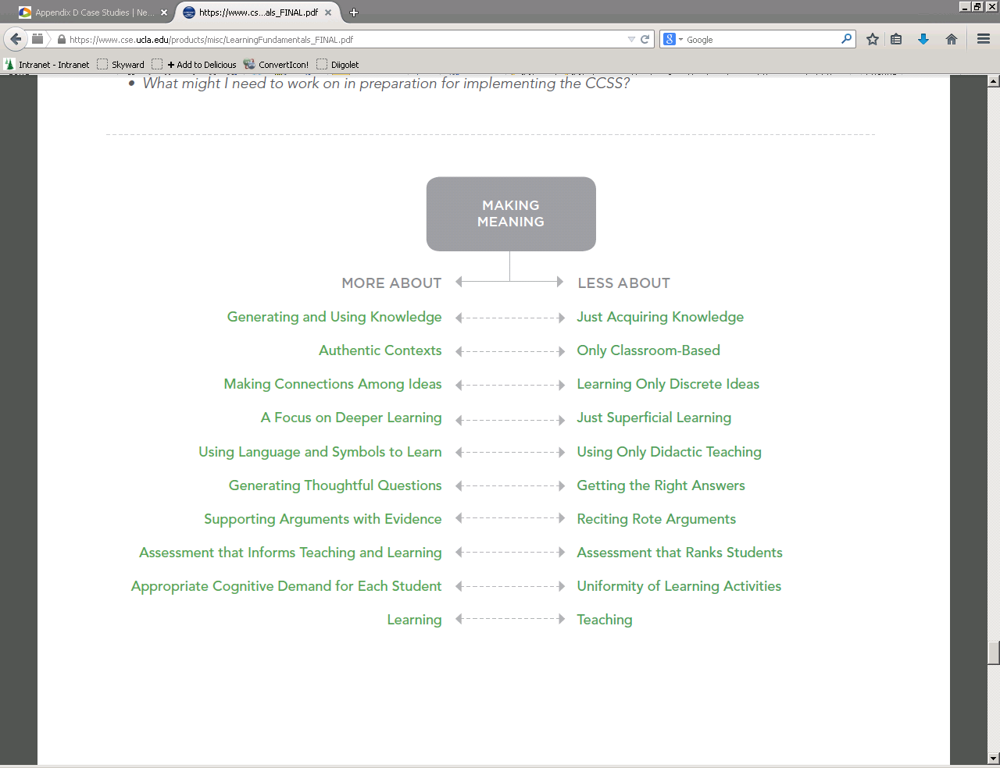 Appendix D Case Studies | Ne...
https://www.cs...als_FINAL.pdf
https://www.cse.ucla.edu/products/misc/LearningFundamentals_FINAL.pdf
Google
Intranet - Intranet Skyward + Add to Delicious ConvertIcon! Diigolet
• What might I need to work on in preparation for implementing the CCSS?
MAKING
MEANING
MORE ABOUT LESS ABOUT
Generating and Using Knowledge Just Acquiring Knowledge
Authentic Contexts Only Classroom-Based
Making Connections Among Ideas Learning Only Discrete Ideas
A Focus on Deeper Learning Just Superficial Learning
Using Language and Symbols to Learn Using Only Didactic Teaching
Generating Thoughtful Questions Getting the Right Answers
Supporting Arguments with Evidence Reciting Rote Arguments
Assessment that Informs Teaching and Learning Assessment that Ranks Students
Appropriate Cognitive Demand for Each Student Uniformity of Learning Activities
Learning Teaching